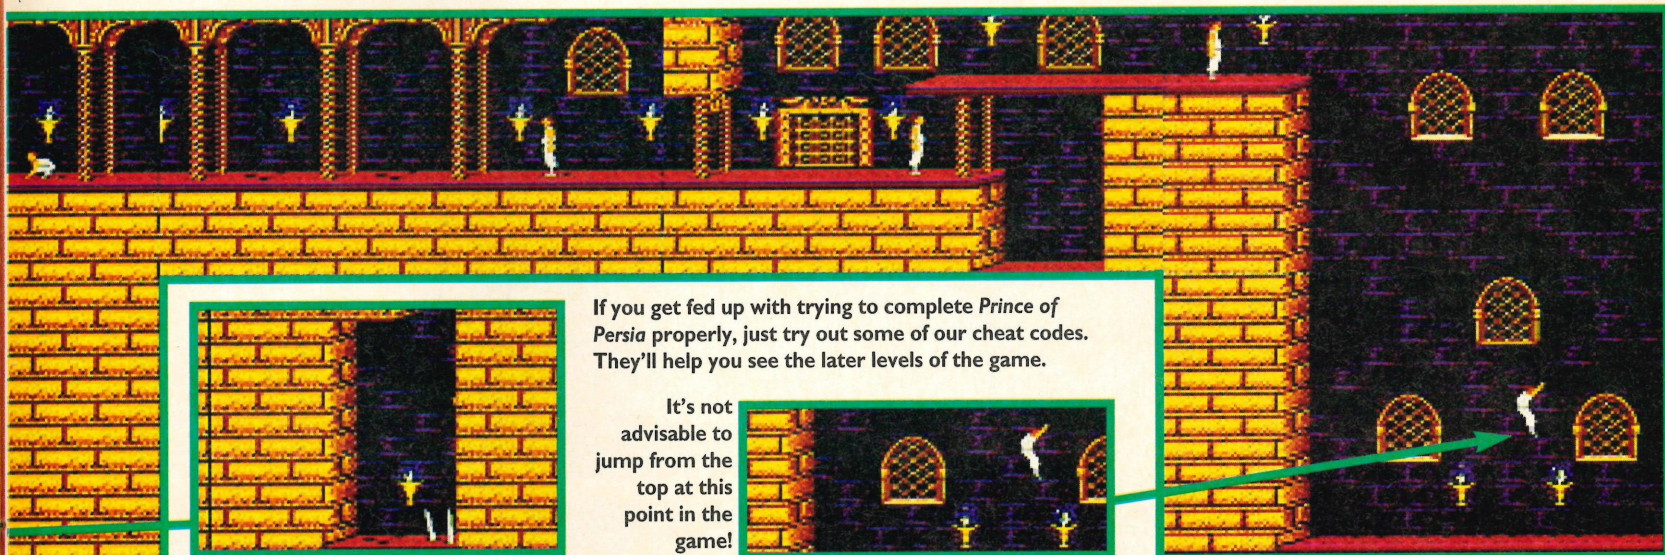 If you get fed up with trying to complete Prince of
Persia properly, just try out some of our cheat codes.
They'll help you see the later levels of the game.
It's not
advisable to
jump from the
top at this
point in the
game!